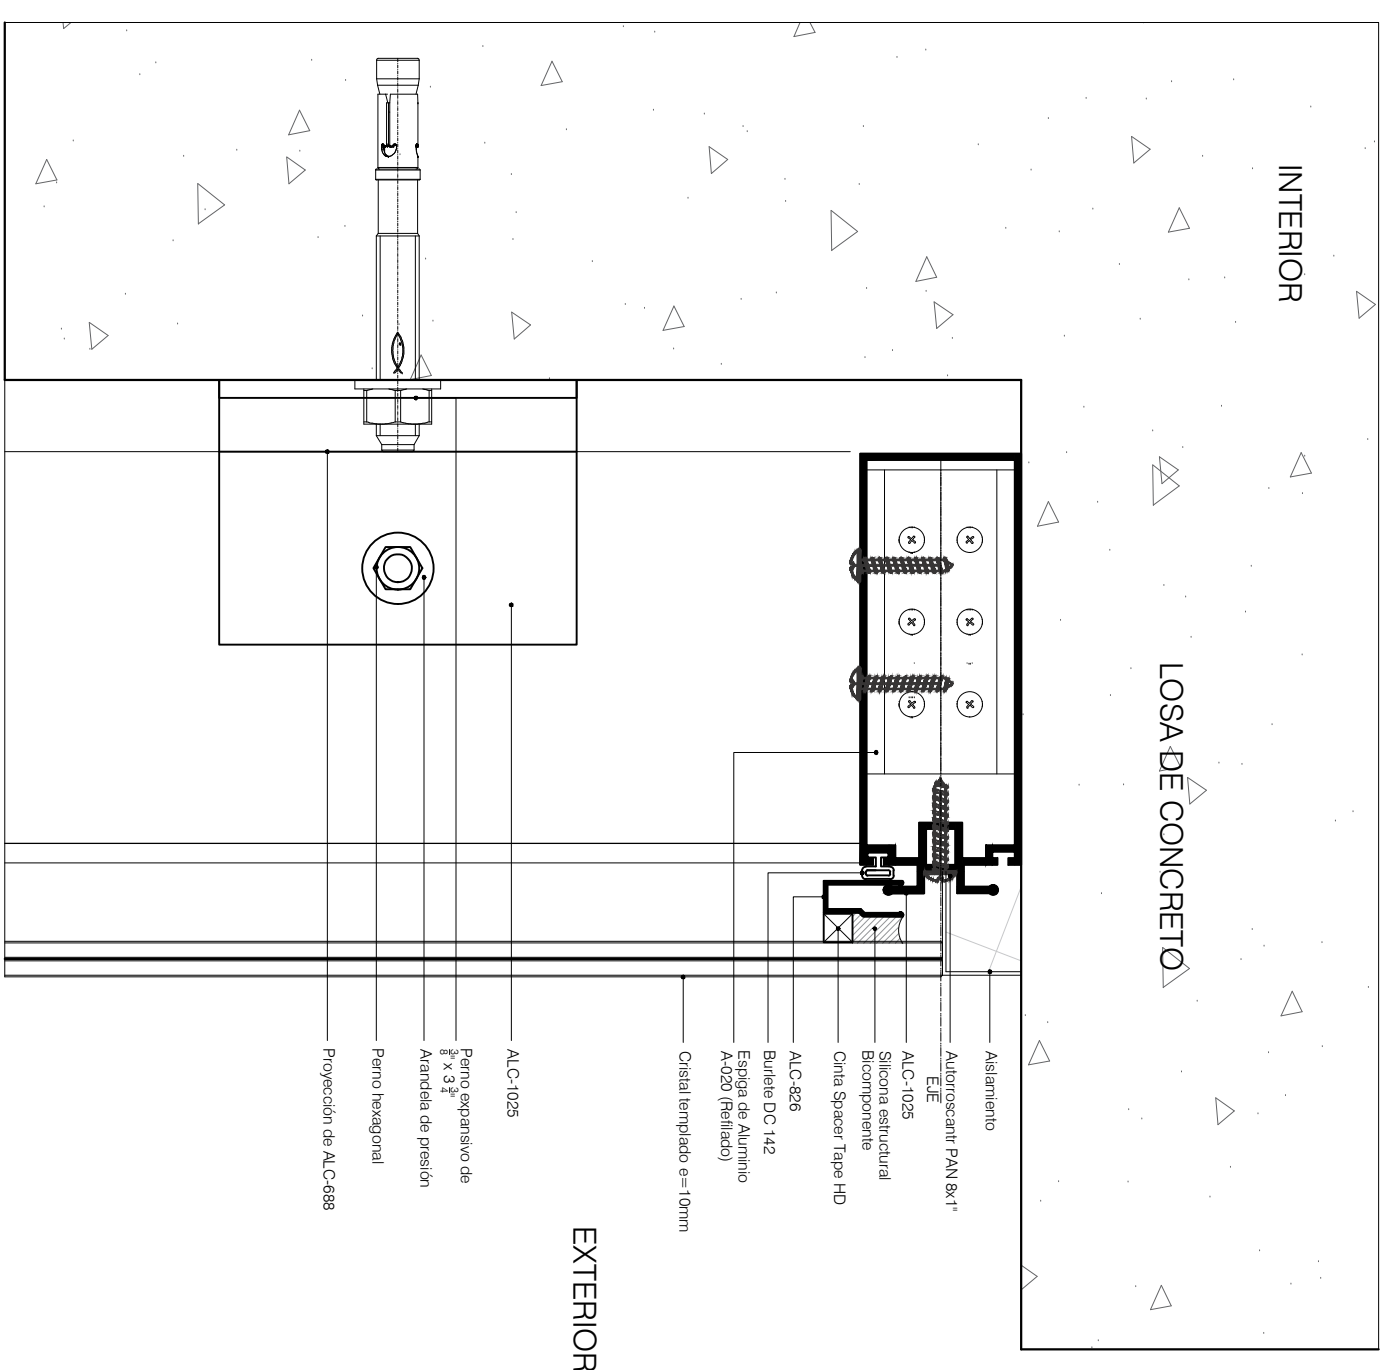 INTERIOR
LOSA DE CONCRETO
Aislamiento
Autorroscantr PAN 8x1"
EJE
ALC-1025
Silicona estructural
Bicomponente
Cinta Spacer Tape HD
ALC-826
Burlete DC 142
Espiga de Aluminio
A-020 (Refilado)
Cristal templado e=10mm
EXTERIOR
ALC-1025
Perno expansivo de
3/8" x 3 3/4"
Arandela de presión
Perno hexagonal
Proyección de ALC-688